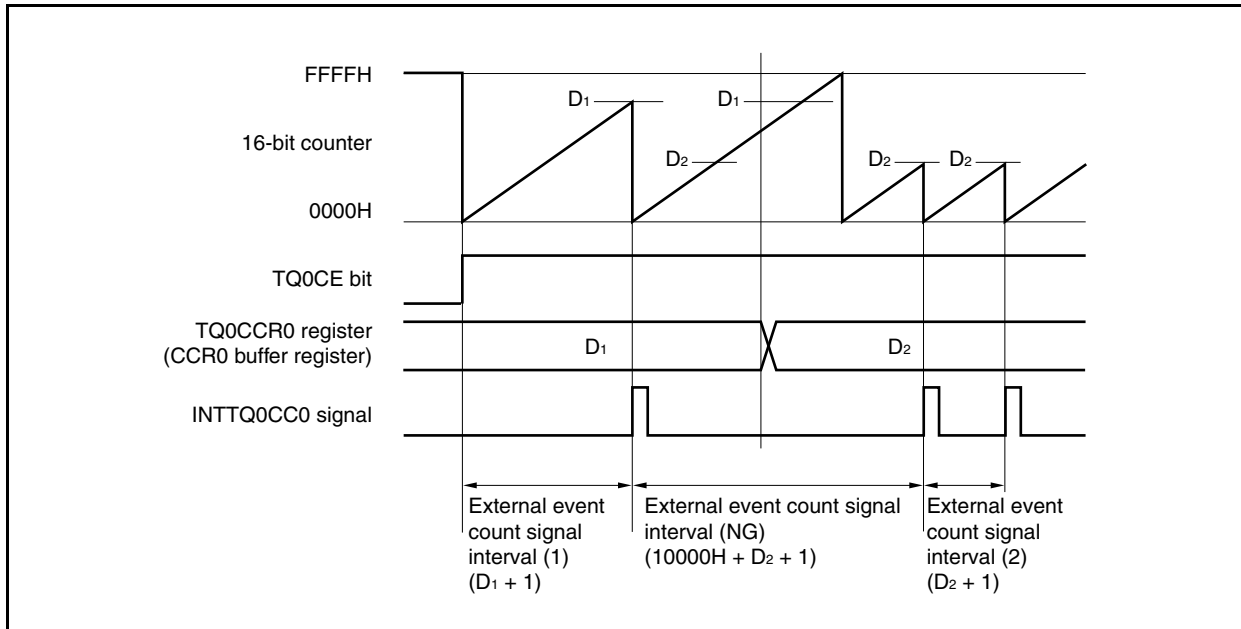 FFFFH
D1
D1
16-bit counter
D2
D2
D2
0000H
TQ0CE bit
TQ0CCR0 register
(CCR0 buffer register)
D1
D2
INTTQ0CC0 signal
External event
count signal
interval (1)
(D1 + 1)
External event count signal
interval (NG)
(10000H + D2 + 1)
External event
count signal
interval (2)
(D2 + 1)